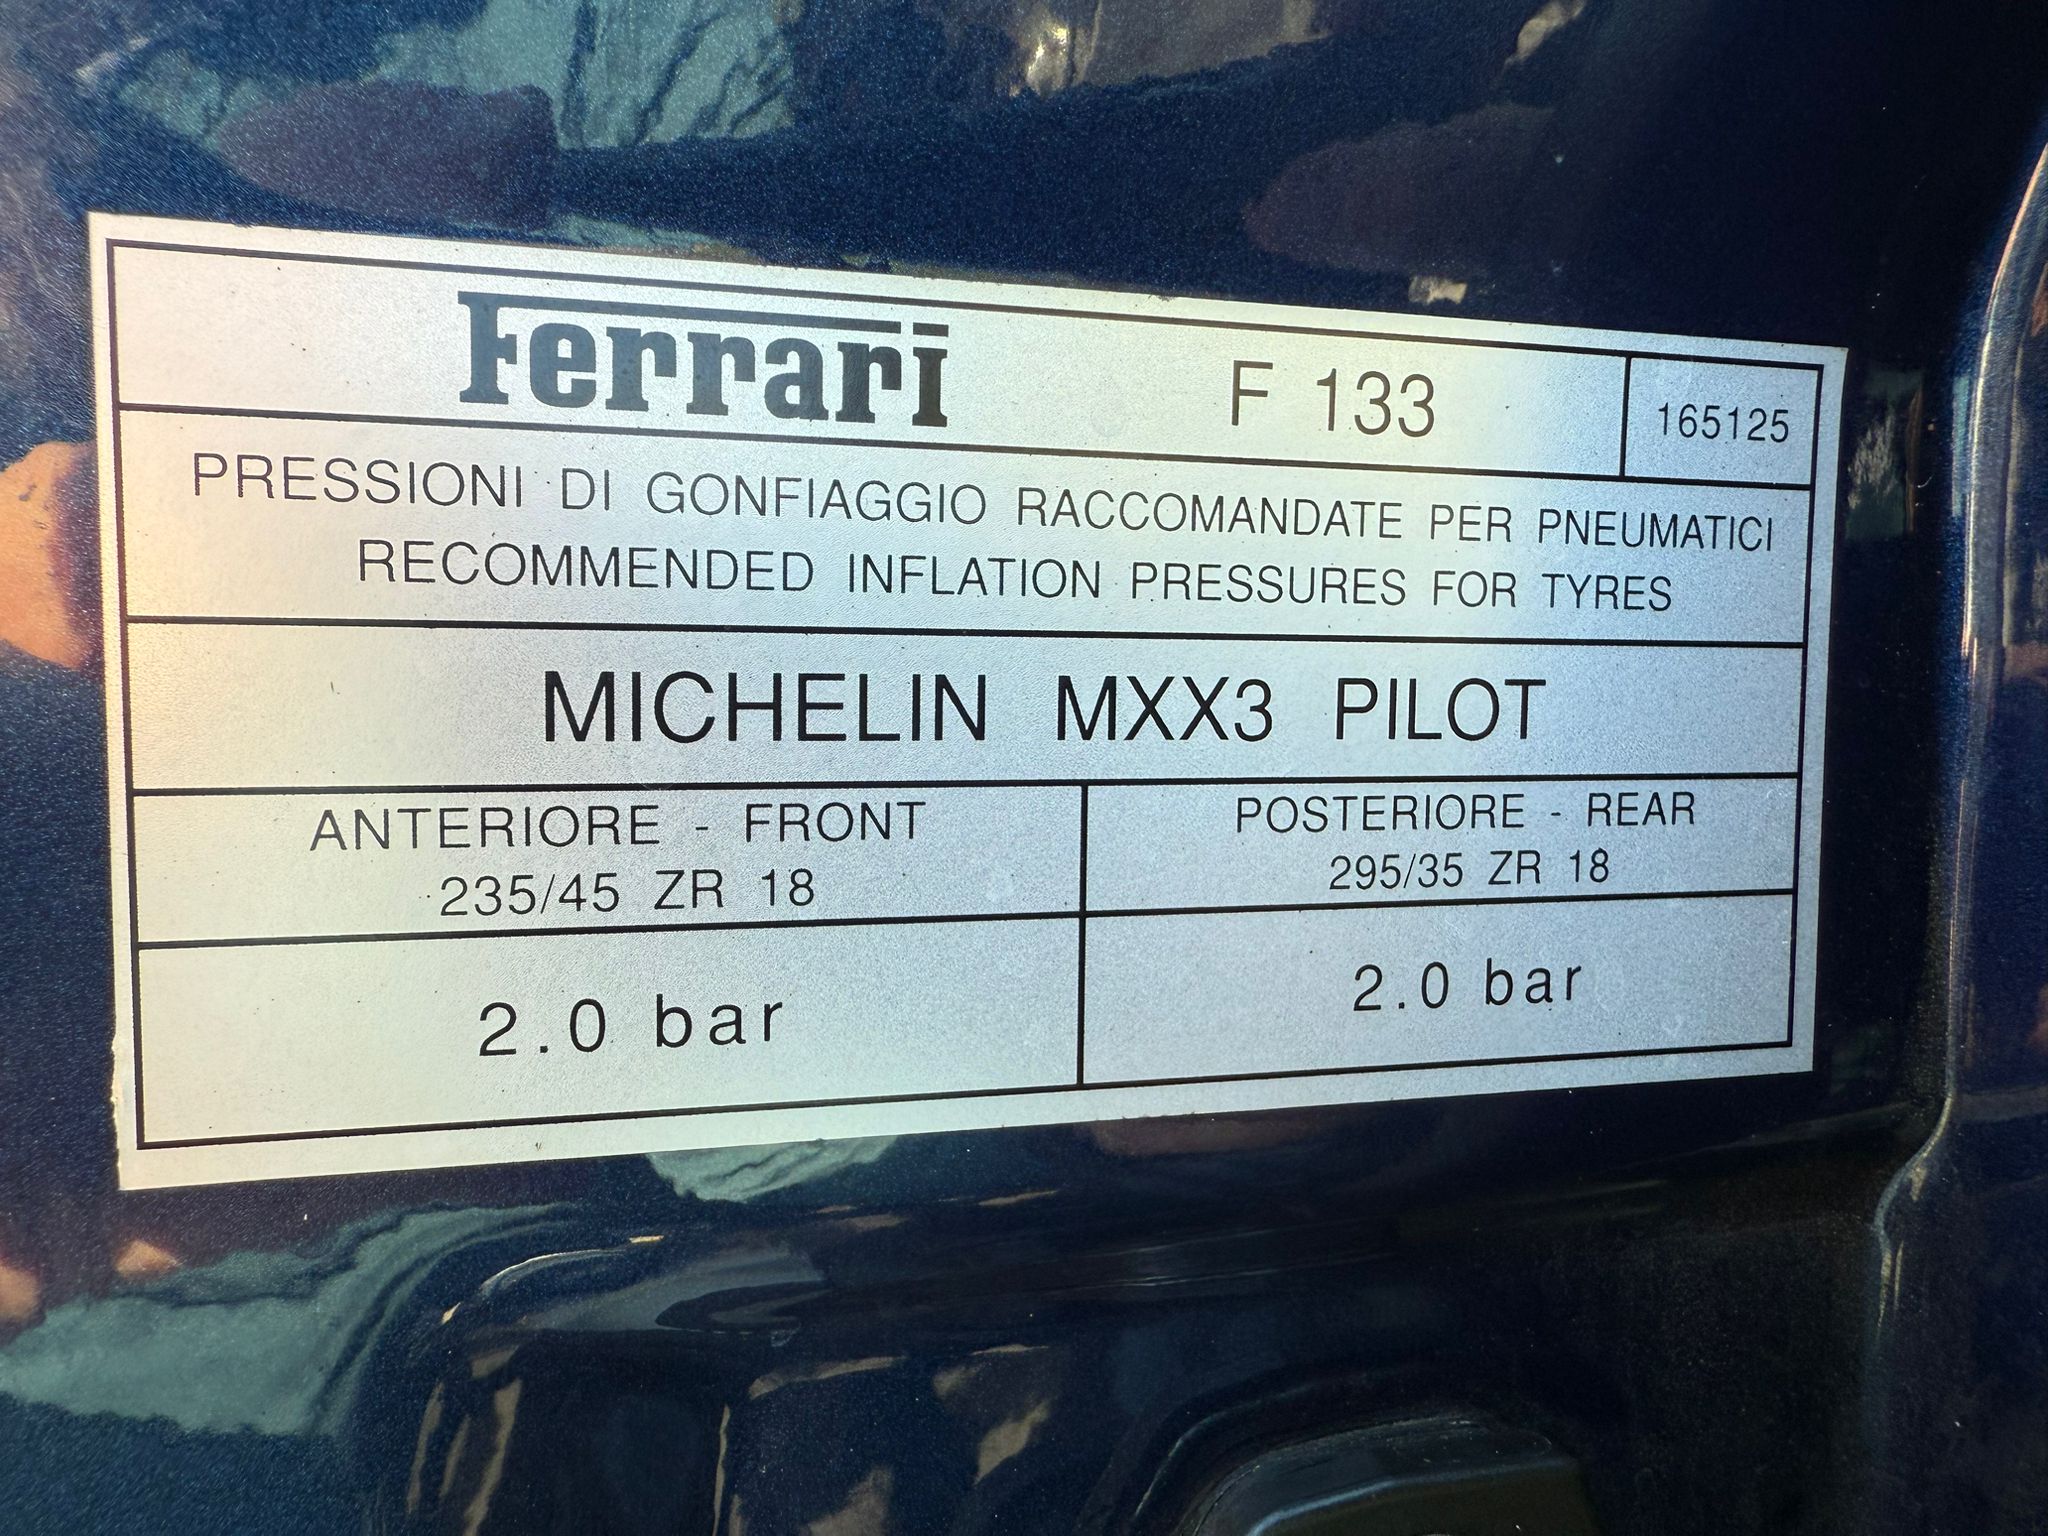 Ferrari F 133 165125
PRESSIONI DI GONFIAGGIO RACCOMANDATE PER PNEUMATICI
RECOMMENDED INFLATION PRESSURES FOR TYRES
MICHELIN MXX3 PILOT
ANTERIORE - FRONT
235/45 ZR 18
POSTERIORE - REAR
295/35 ZR 18
2.0 bar
2.0 bar